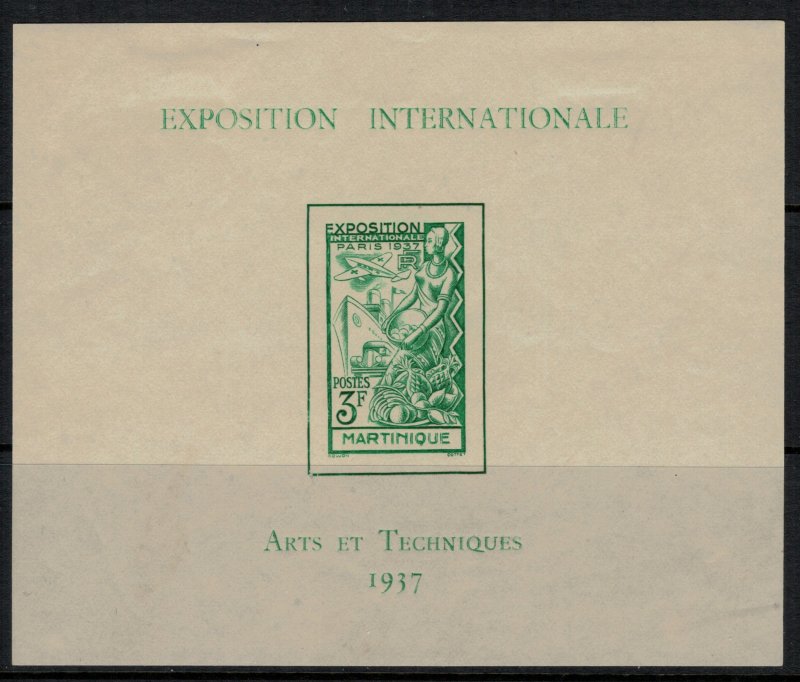 EXPOSITION INTERNATIONALE
EXPOSITION
INTERNATIONALE
PARIS 1937
RF
POSTES
3F
MARTINIQUE
ARTS ET TECHNIQUES
1937